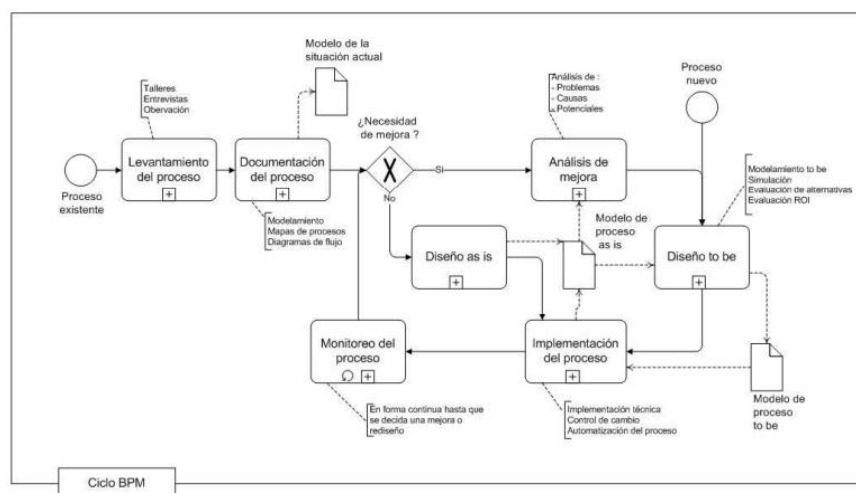 Modelo de la
situación actual
Talleres
Entrevistas
Obervación
¿Necesidad
de mejora ?
Análisis de :
- Problemas
- Causas
- Potenciales
Proceso
nuevo
Proceso
existente
Levantamiento
del proceso
Documentación
del proceso
Si
Análisis de
mejora
Modelamiento to be
Simulación
Evaluación de alternativas
Evaluación ROI
Modelamiento
Mapas de procesos
Diagramas de flujo
No
Modelo de
proceso
as is
Diseño as is
Diseño to be
Monitoreo del
proceso
Implementación
del proceso
Modelo de
proceso
to be
En forma continua hasta que
se decida una mejora o
rediseño
Implementación técnica
Control de cambio
Automatización del proceso
Ciclo BPM